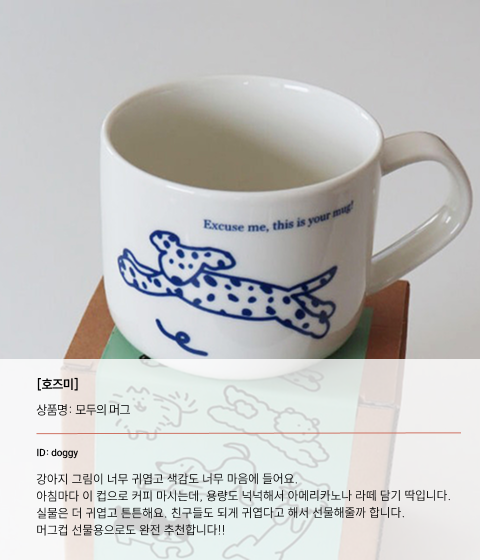 Excuse me, this is your mug!
[호즈미]
상품명: 모두의 머그
ID: doggy
강아지 그림이 너무 귀엽고 색감도 너무 마음에 들어요.
아침마다 이 컵으로 커피 마시는데, 용량도 넉넉해서 아메리카노나 라떼 담기 딱입니다.
실물은 더 귀엽고 튼튼해요. 친구들도 되게 귀엽다고 해서 선물해줄까 합니다.
머그컵 선물용으로도 완전 추천합니다!!